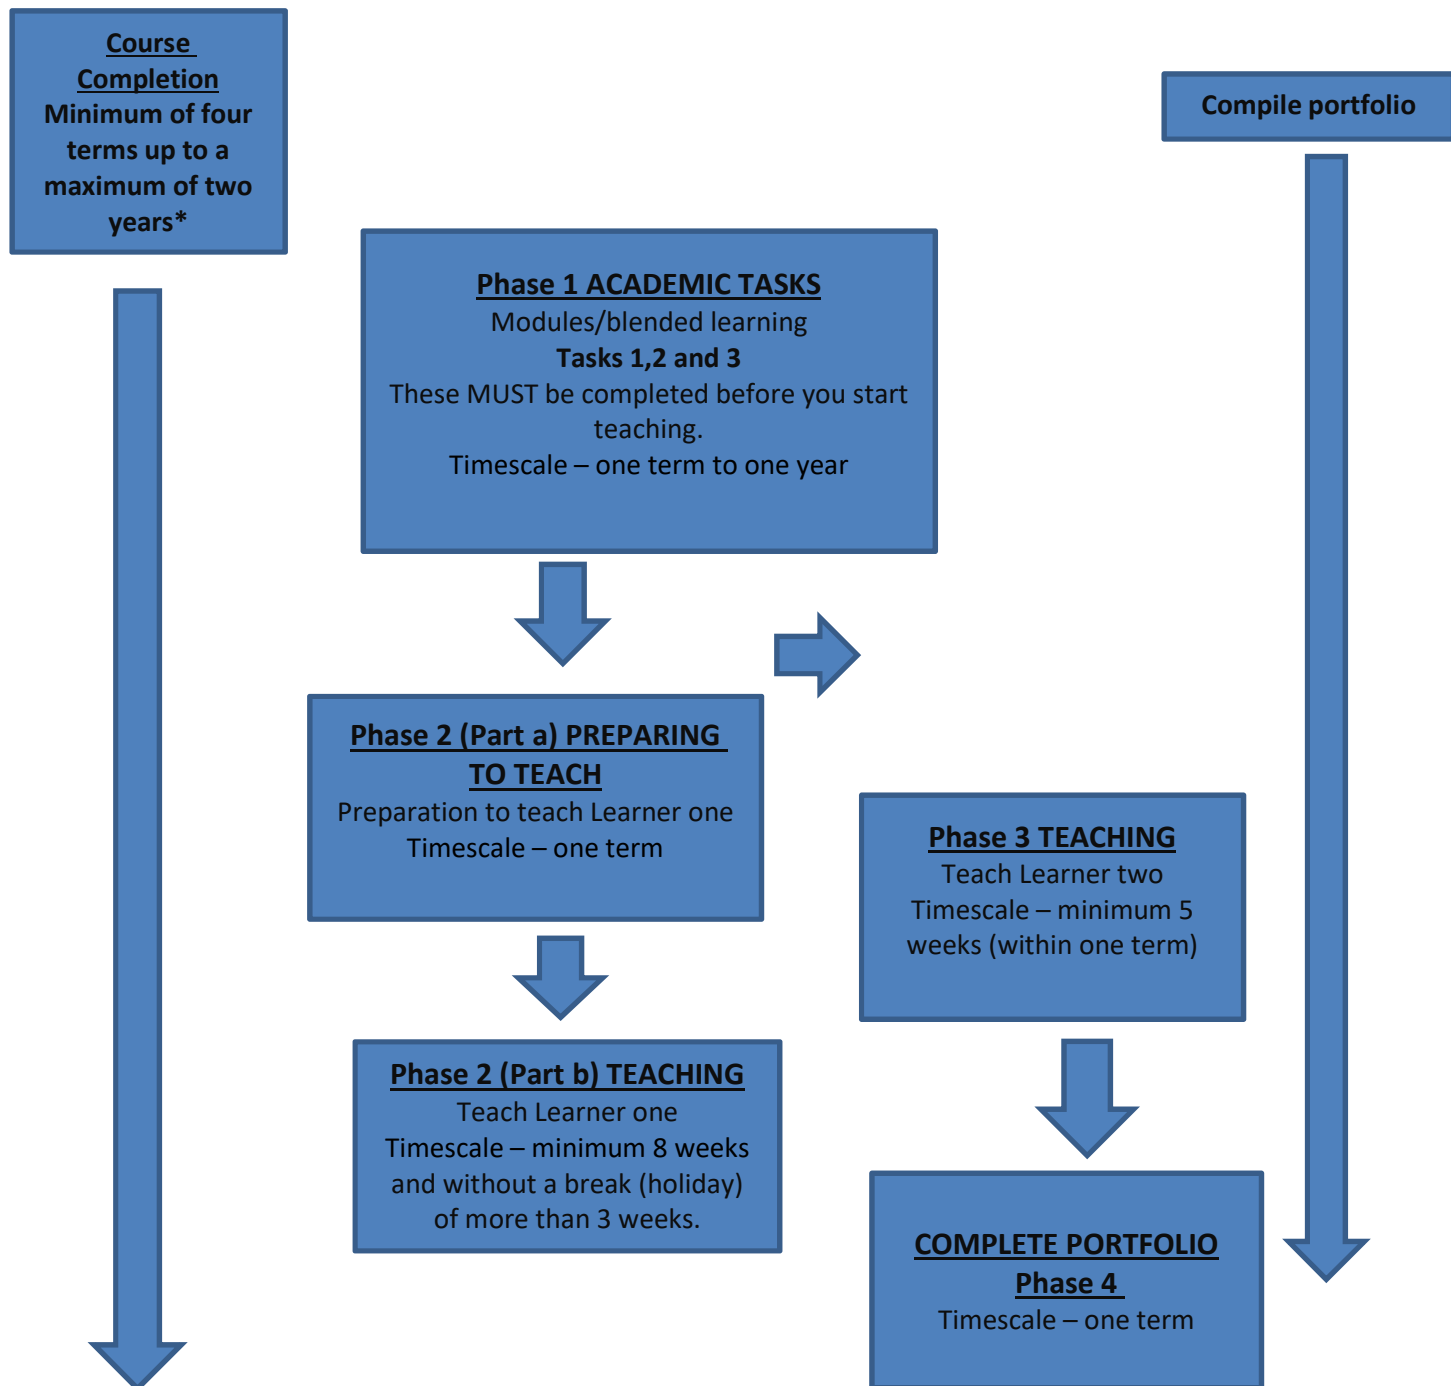 Course
Completion
Minimum of four
terms up to a
maximum of two
years*
Compile portfolio
Phase 1 ACADEMIC TASKS
Modules/blended learning
Tasks 1,2 and 3
These MUST be completed before you start
teaching.
Timescale – one term to one year
Phase 2 (Part a) PREPARING
TO TEACH
Preparation to teach Learner one
Timescale – one term
Phase 2 (Part b) TEACHING
Teach Learner one
Timescale – minimum 8 weeks
and without a break (holiday)
of more than 3 weeks.
Phase 3 TEACHING
Teach Learner two
Timescale – minimum 5
weeks (within one term)
COMPLETE PORTFOLIO
Phase 4
Timescale – one term